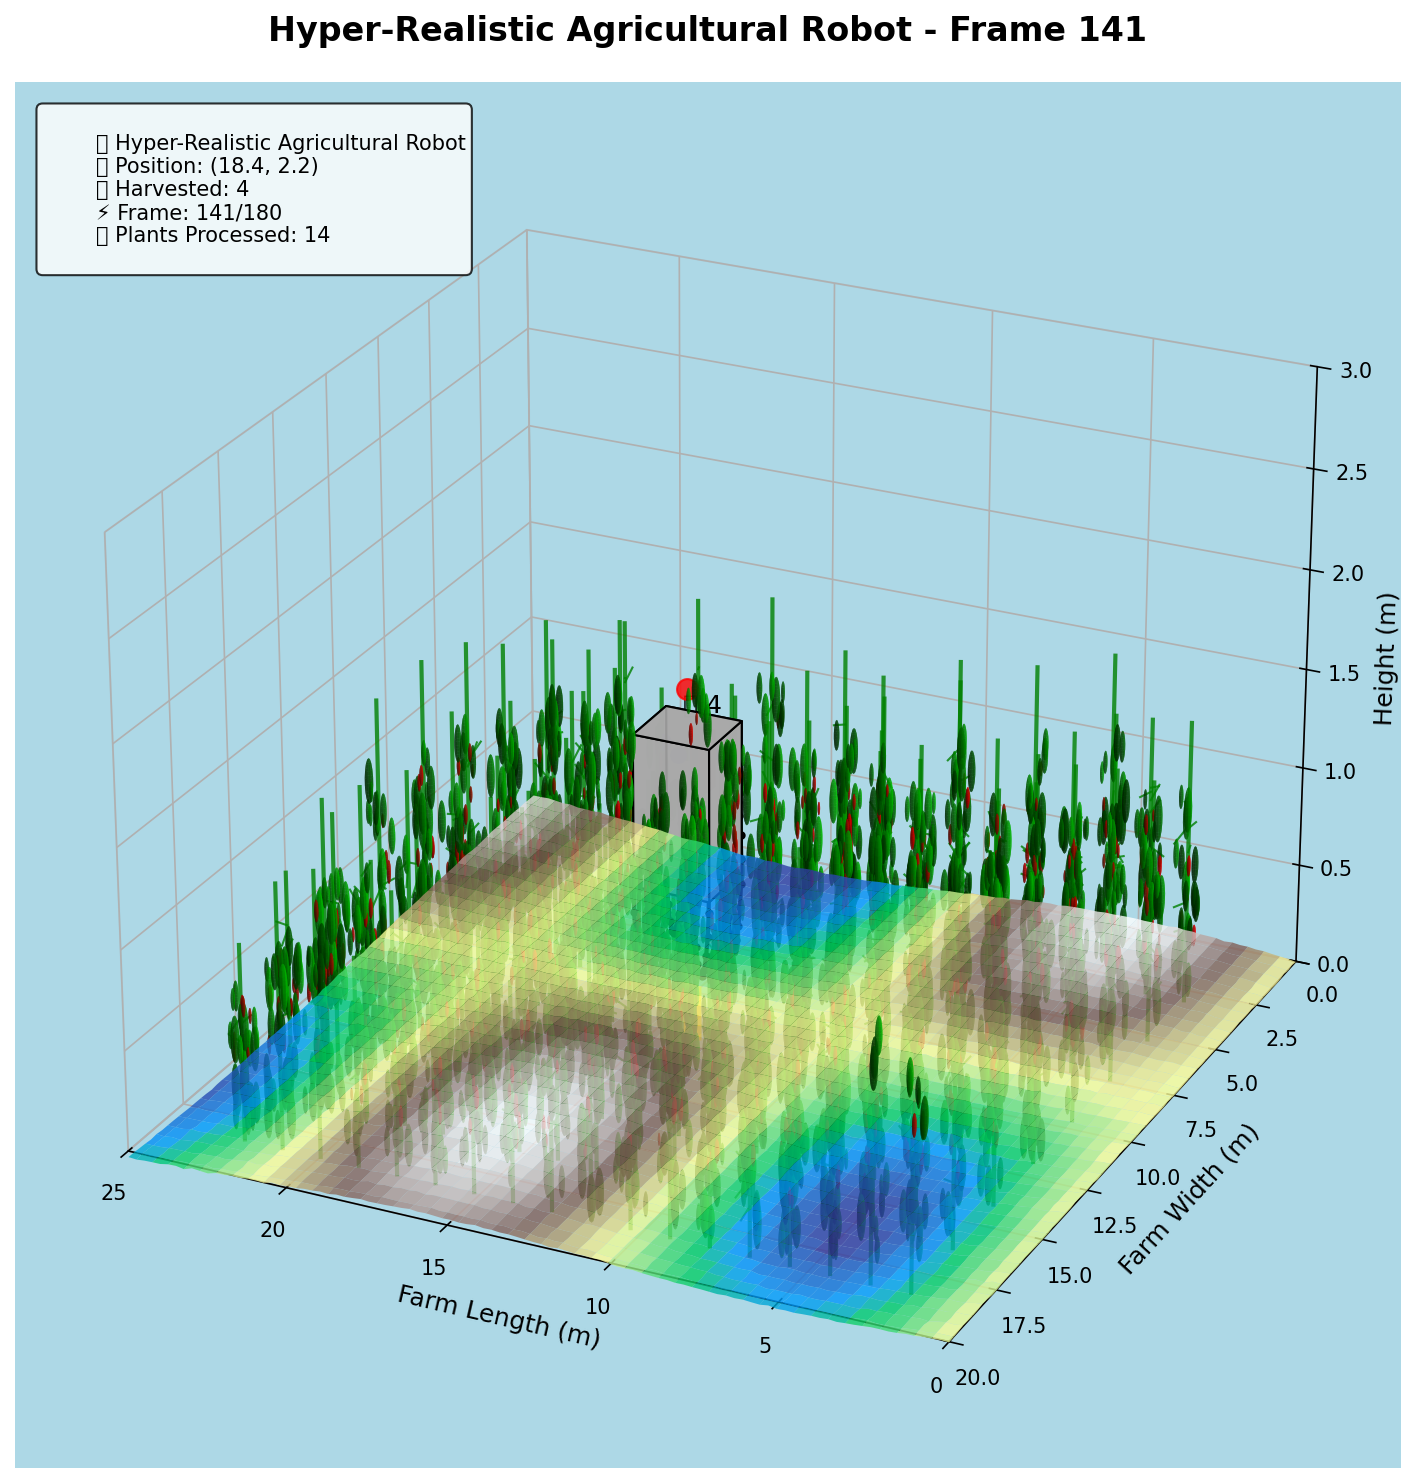 Hyper-Realistic Agricultural Robot - Frame 141
Hyper-Realistic Agricultural Robot
Position: (18.4, 2.2)
Harvested: 4
⚡ Frame: 141/180
Plants Processed: 14
3.0
2.5
2.0
1.5
1.0
0.5
0.0
Height (m)
4
0.0
2.5
5.0
7.5
10.0
12.5
15.0
17.5
20.0
Farm Width (m)
25
20
15
10
5
0
Farm Length (m)